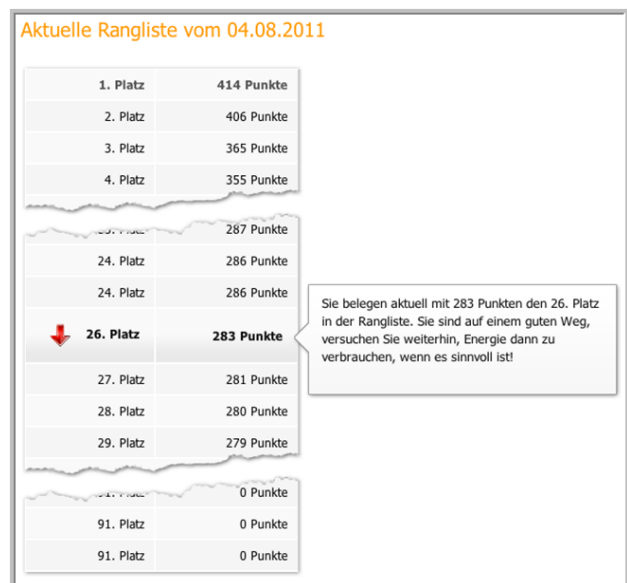 Aktuelle Rangliste vom 04.08.2011
1. Platz 414 Punkte
2. Platz 406 Punkte
3. Platz 365 Punkte
4. Platz 355 Punkte
287 Punkte
24. Platz 286 Punkte
24. Platz 286 Punkte
26. Platz 283 Punkte
Sie belegen aktuell mit 283 Punkten den 26. Platz
in der Rangliste. Sie sind auf einem guten Weg,
versuchen Sie weiterhin, Energie dann zu
verbrauchen, wenn es sinnvoll ist!
27. Platz 281 Punkte
28. Platz 280 Punkte
29. Platz 279 Punkte
0 Punkte
91. Platz 0 Punkte
91. Platz 0 Punkte